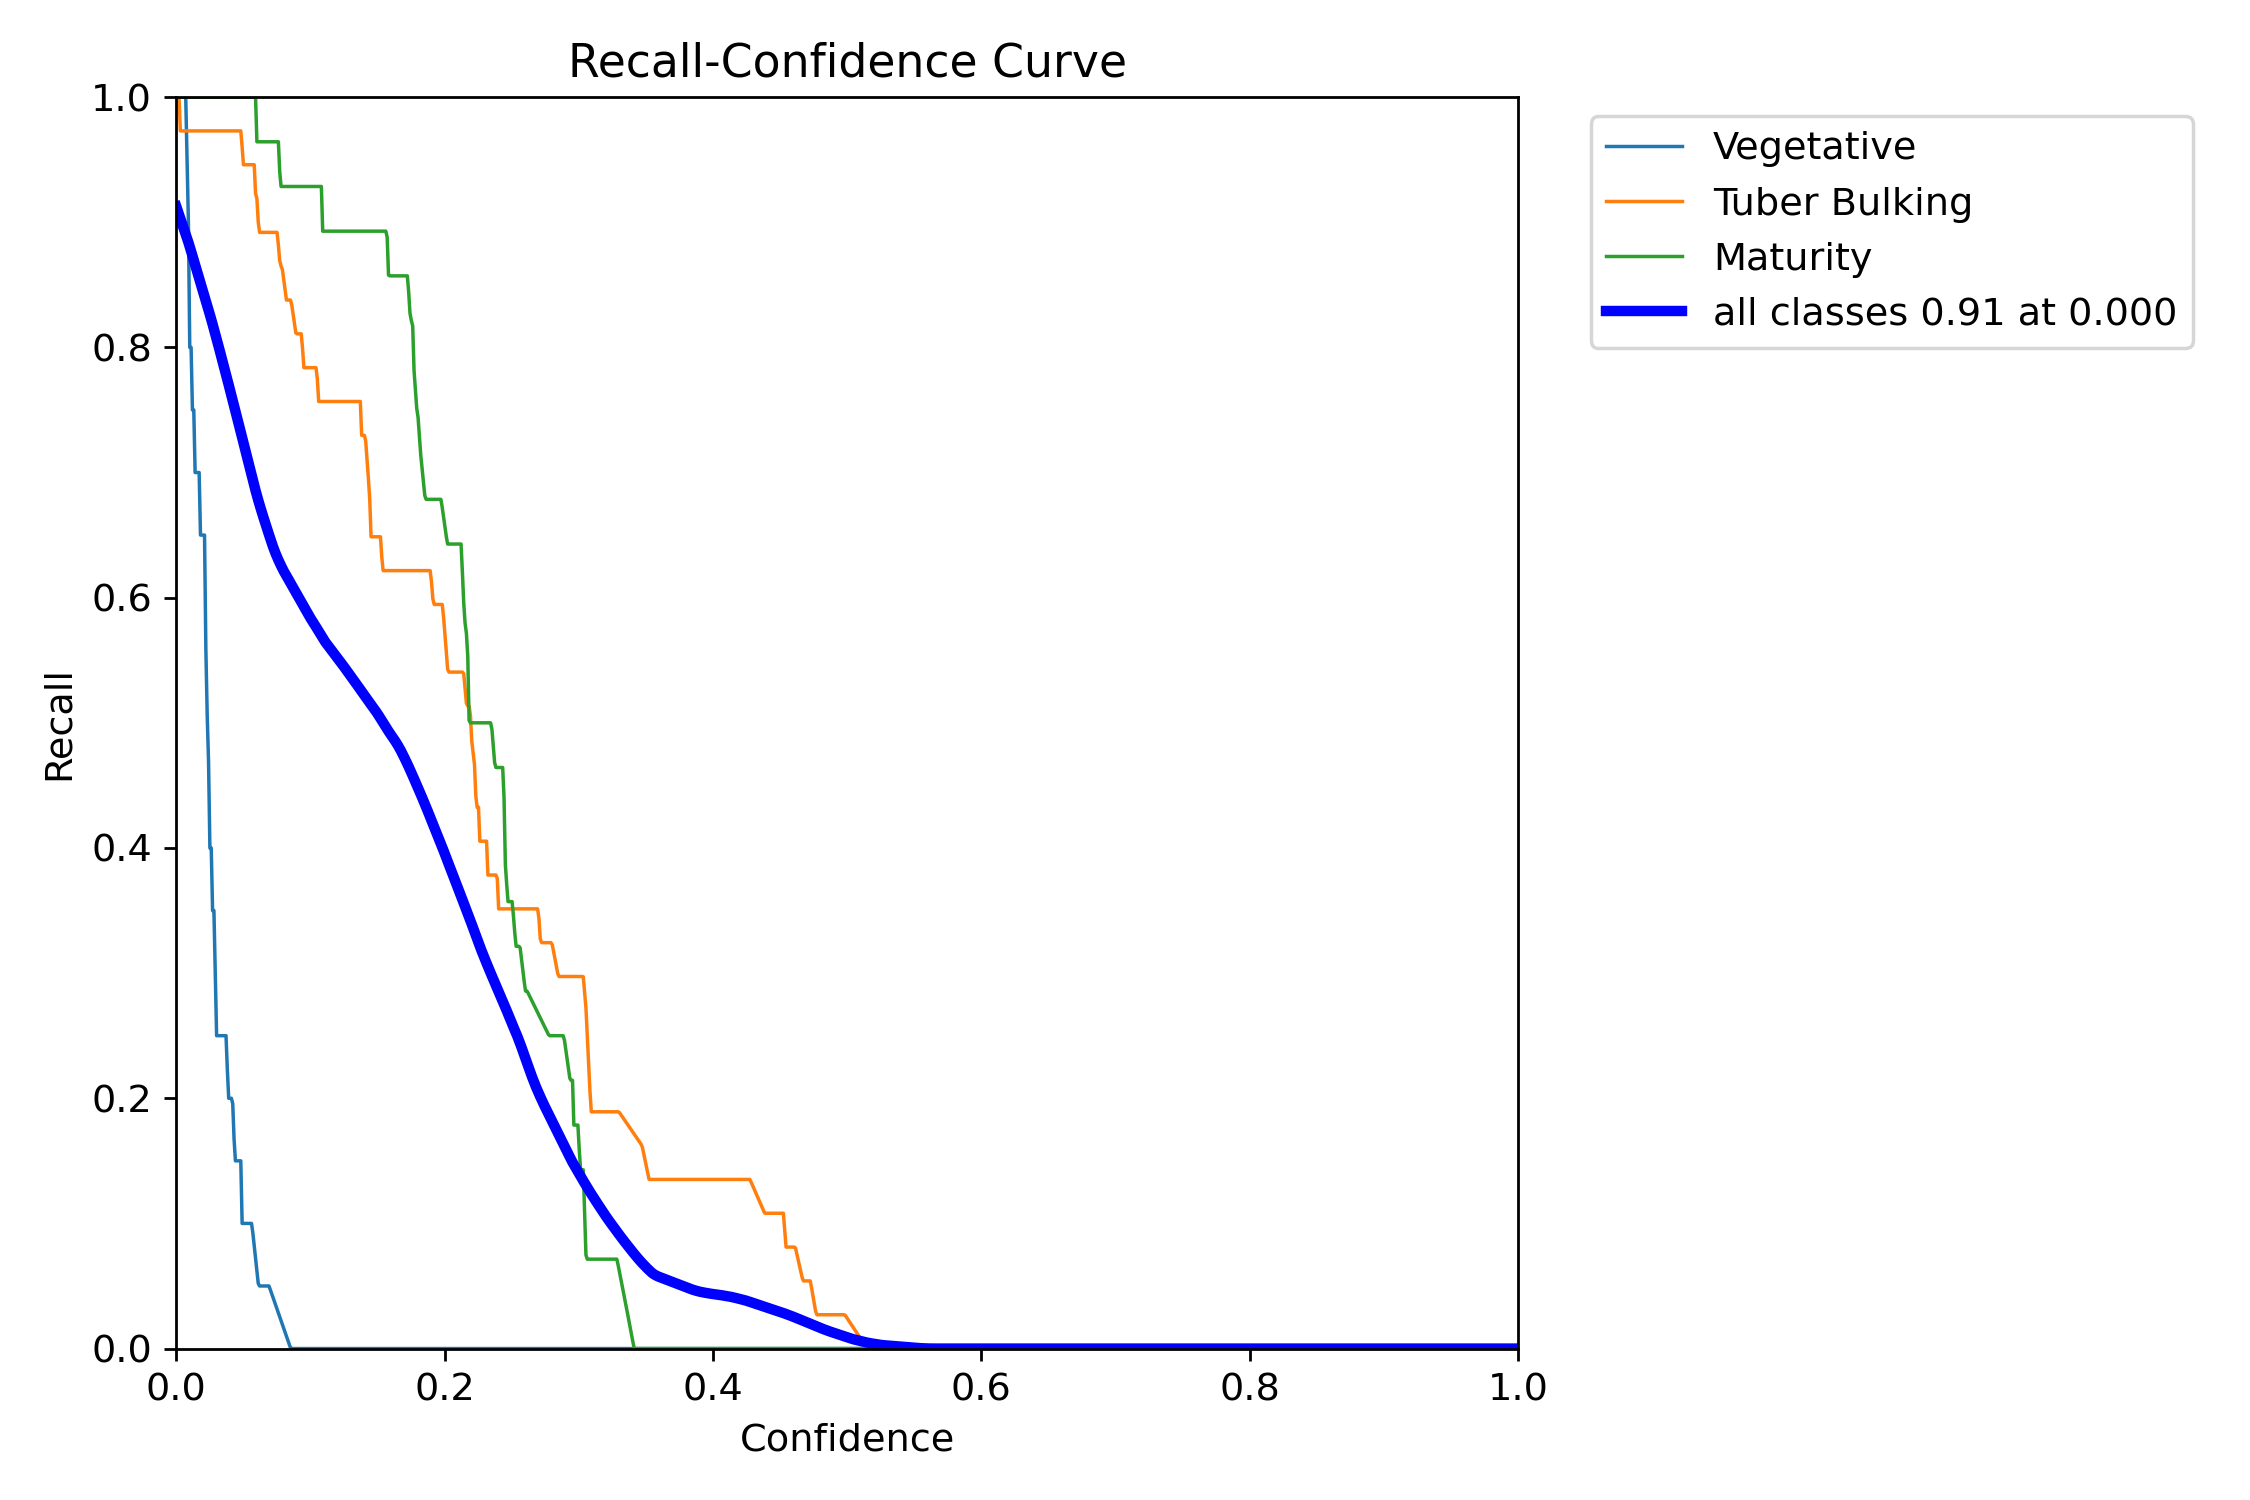 Recall-Confidence Curve
1.0
0.8
0.6
0.4
0.2
0.0
Recall
0.0 0.2 0.4 0.6 0.8 1.0
Confidence
Vegetative
Tuber Bulking
Maturity
all classes 0.91 at 0.000